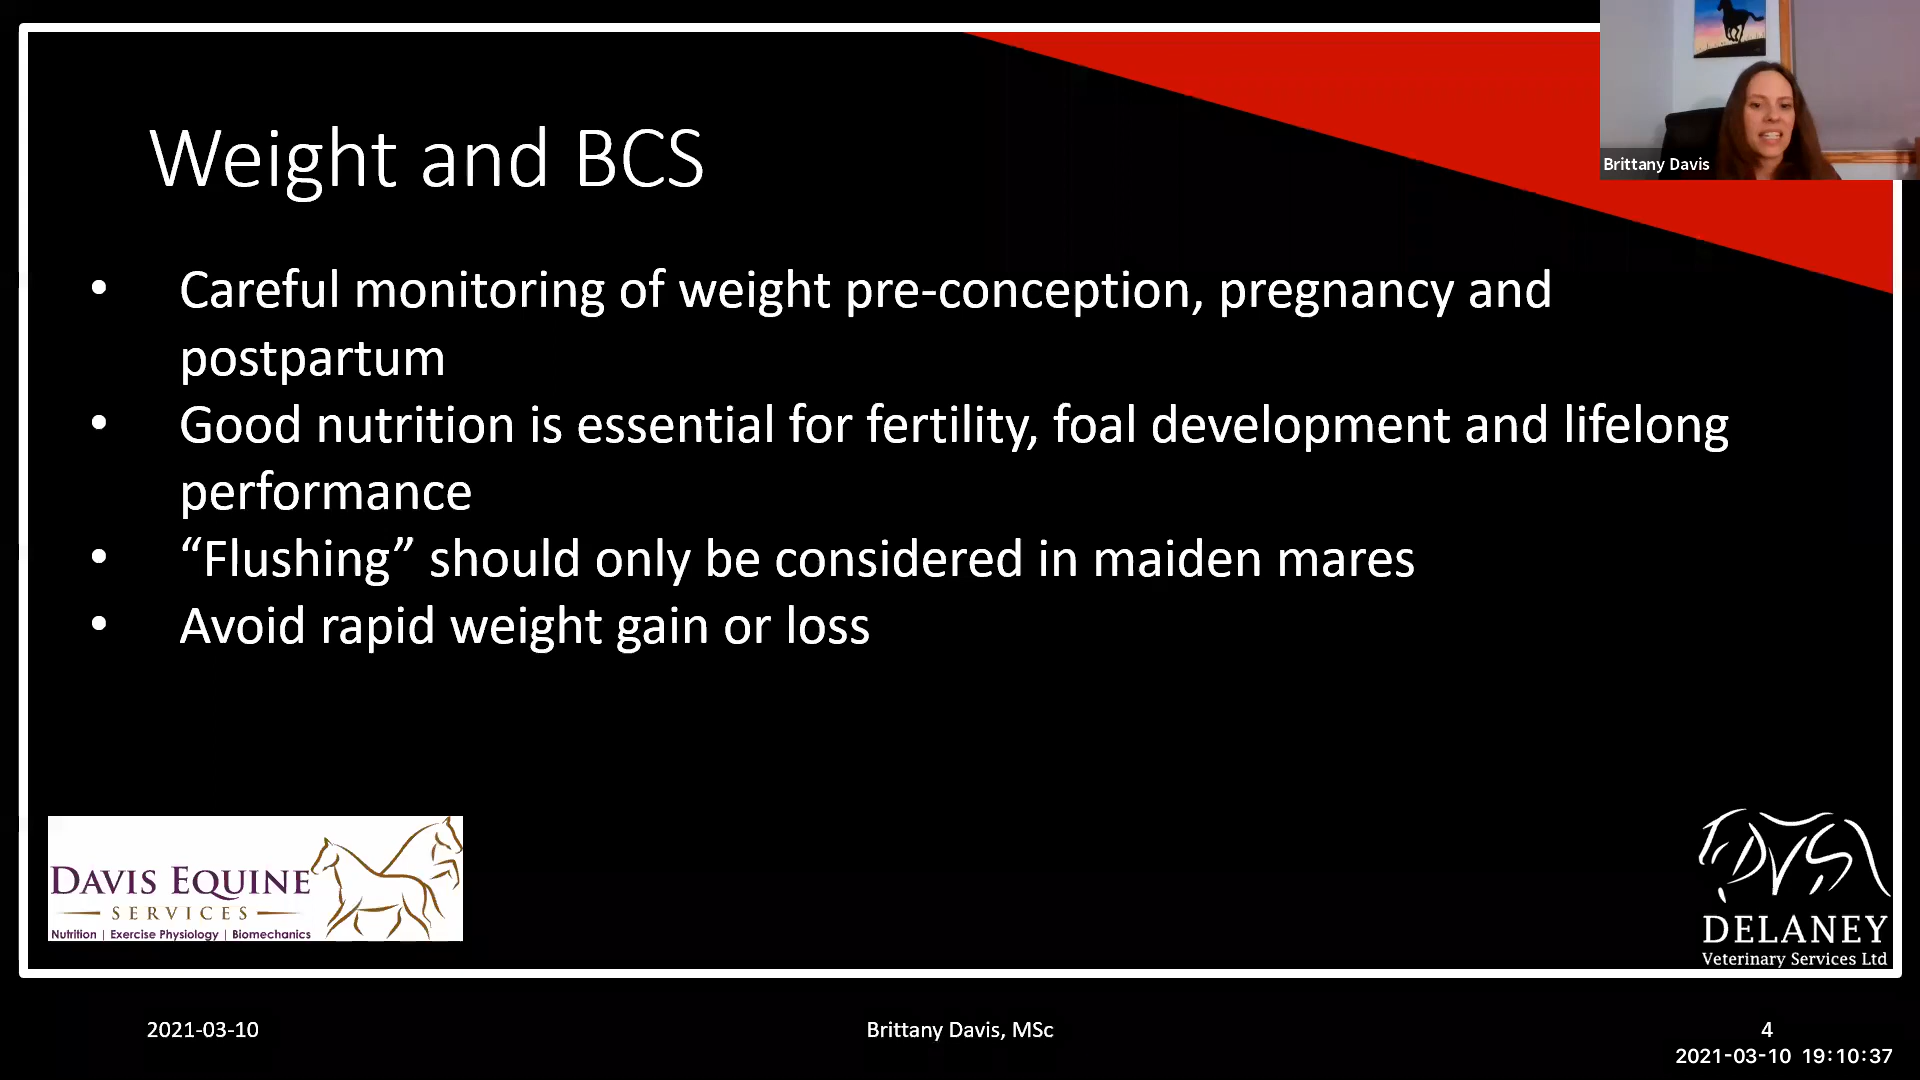 Brittany Davis
Weight and BCS
• Careful monitoring of weight pre-conception, pregnancy and
postpartum
• Good nutrition is essential for fertility, foal development and lifelong
performance
• “Flushing” should only be considered in maiden mares
• Avoid rapid weight gain or loss
DAVIS EQUINE
SERVICES
Nutrition | Exercise Physiology | Biomechanics
DVS
DELANEY
Veterinary Services Ltd
2021-03-10
Brittany Davis, MSc
4
2021-03-10 19:10:37